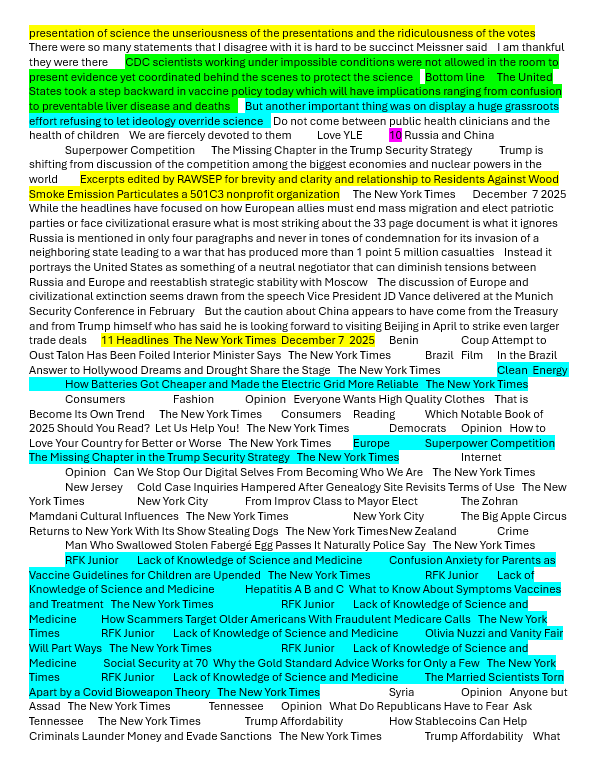 presentation of science the unseriousness of the presentations and the ridiculousness of the votes
There were so many statements that I disagree with it is hard to be succinct Meissner said I am thankful
they were there CDC scientists working under impossible conditions were not allowed in the room to
present evidence yet coordinated behind the scenes to protect the science Bottom line The United
States took a step backward in vaccine policy today which will have implications ranging from confusion
to preventable liver disease and deaths But another important thing was on display a huge grassroots
effort refusing to let ideology override science Do not come between public health clinicians and the
health of children We are fiercely devoted to them Love YLE 10 Russia and China
Superpower Competition The Missing Chapter in the Trump Security Strategy Trump is
shifting from discussion of the competition among the biggest economies and nuclear powers in the
world Excerpts edited by RAWSEP for brevity and clarity and relationship to Residents Against Wood
Smoke Emission Particulates a 501C3 nonprofit organization The New York Times December 7 2025
While the headlines have focused on how European allies must end mass migration and elect patriotic
parties or face civilizational erasure what is most striking about the 33 page document is what it ignores
Russia is mentioned in only four paragraphs and never in tones of condemnation for its invasion of a
neighboring state leading to a war that has produced more than 1 point 5 million casualties Instead it
portrays the United States as something of a neutral negotiator that can diminish tensions between
Russia and Europe and reestablish strategic stability with Moscow The discussion of Europe and
civilizational extinction seems drawn from the speech Vice President JD Vance delivered at the Munich
Security Conference in February But the caution about China appears to have come from the Treasury
and from Trump himself who has said he is looking forward to visiting Beijing in April to strike even larger
trade deals 11 Headlines The New York Times December 7 2025 Benin Coup Attempt to
Oust Talon Has Been Foiled Interior Minister Says The New York Times Brazil Film In the Brazil
Answer to Hollywood Dreams and Drought Share the Stage The New York Times Clean Energy
How Batteries Got Cheaper and Made the Electric Grid More Reliable The New York Times
Consumers Fashion Opinion Everyone Wants High Quality Clothes That is
Become Its Own Trend The New York Times Consumers Reading Which Notable Book of
2025 Should You Read? Let Us Help You! The New York Times Democrats Opinion How to
Love Your Country for Better or Worse The New York Times Europe Superpower Competition
The Missing Chapter in the Trump Security Strategy The New York Times Internet
Opinion Can We Stop Our Digital Selves From Becoming Who We Are The New York Times
New Jersey Cold Case Inquiries Hampered After Genealogy Site Revisits Terms of Use The New
York Times New York City From Improv Class to Mayor Elect The Zohran
Mamdani Cultural Influences The New York Times New York City The Big Apple Circus
Returns to New York With Its Show Stealing Dogs The New York TimesNew Zealand Crime
Man Who Swallowed Stolen Fabergé Egg Passes It Naturally Police Say The New York Times
RFK Junior Lack of Knowledge of Science and Medicine Confusion Anxiety for Parents as
Vaccine Guidelines for Children are Upended The New York Times RFK Junior Lack of
Knowledge of Science and Medicine Hepatitis A B and C What to Know About Symptoms Vaccines
and Treatment The New York Times RFK Junior Lack of Knowledge of Science and
Medicine How Scammers Target Older Americans With Fraudulent Medicare Calls The New York
Times RFK Junior Lack of Knowledge of Science and Medicine Olivia Nuzzi and Vanity Fair
Will Part Ways The New York Times RFK Junior Lack of Knowledge of Science and
Medicine Social Security at 70 Why the Gold Standard Advice Works for Only a Few The New York
Times RFK Junior Lack of Knowledge of Science and Medicine The Married Scientists Torn
Apart by a Covid Bioweapon Theory The New York Times Syria Opinion Anyone but
Assad The New York Times Tennessee Opinion What Do Republicans Have to Fear Ask
Tennessee The New York Times Trump Affordability How Stablecoins Can Help
Criminals Launder Money and Evade Sanctions The New York Times Trump Affordability What